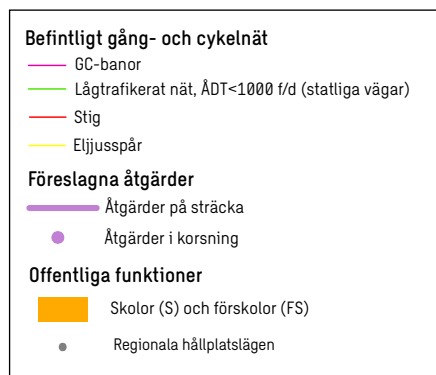 Befintligt gång- och cykelnät
GC-banor
Lågtrafikerat nät, ÅDT<1000 f/d (statliga vägar)
Stig
Eljjusspår
Föreslagna åtgärder
Åtgärder på sträcka
Åtgärder i korsning
Offentliga funktioner
Skolor (S) och förskolor (FS)
Regionala hållplatslägen